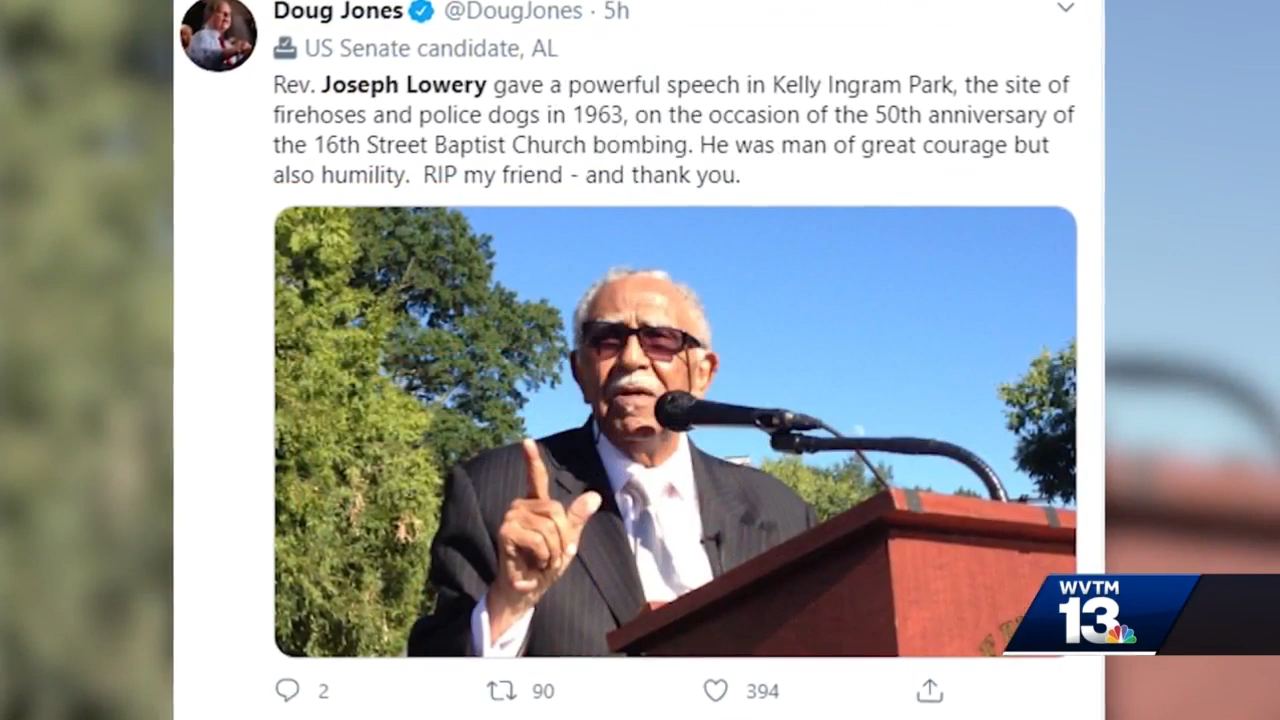 Doug Jones @DougJones · 5h
US Senate candidate, AL
Rev. Joseph Lowery gave a powerful speech in Kelly Ingram Park, the site of
firehoses and police dogs in 1963, on the occasion of the 50th anniversary of
the 16th Street Baptist Church bombing. He was man of great courage but
also humility.  RIP my friend - and thank you.
2 90 394
WVTM
13